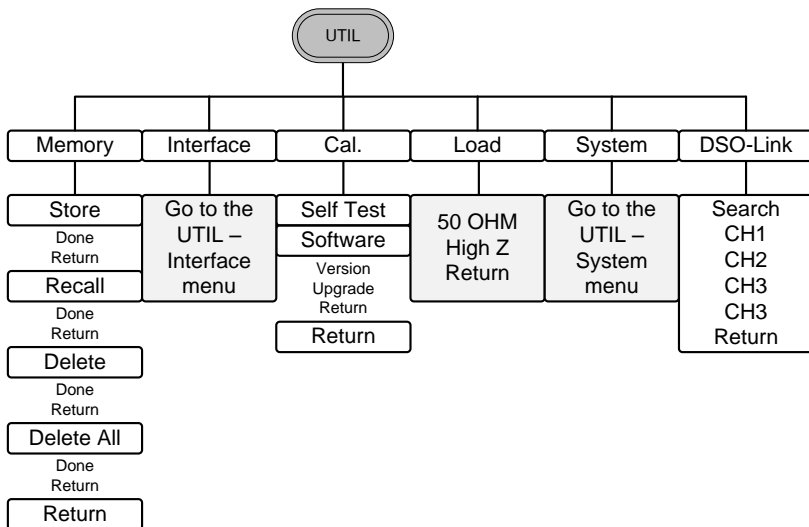 UTIL
Memory
Interface
Cal.
Load
System
DSO-Link
Store
Done
Return
Recall
Done
Return
Delete
Done
Return
Delete All
Done
Return
Return
Go to the
UTIL –
Interface
menu
Self Test
Software
Version
Upgrade
Return
Return
50 OHM
High Z
Return
Go to the
UTIL –
System
menu
Search
CH1
CH2
CH3
CH3
Return